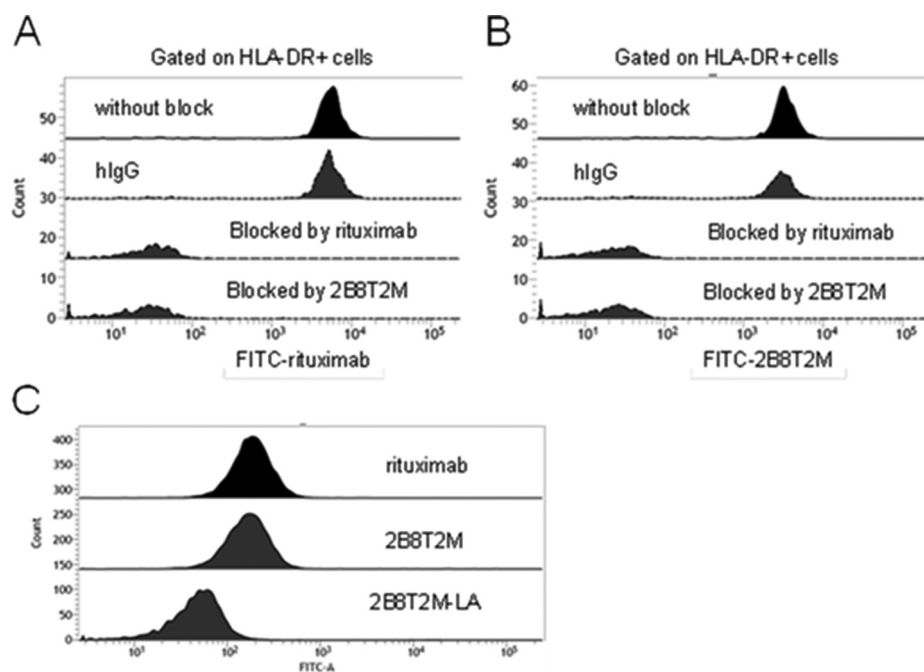 A
Gated on HLA-DR+ cells
without block
hIgG
Blocked by rituximab
Blocked by 2B8T2M
Count
50
40
30
20
10
0
10¹ 10² 10³ 10⁴ 10⁵
FITC-rituximab
B
Gated on HLA-DR+ cells
without block
hIgG
Blocked by rituximab
Blocked by 2B8T2M
Count
60
50
40
30
20
10
0
10¹ 10² 10³ 10⁴ 10⁵
FITC-2B8T2M
C
rituximab
2B8T2M
2B8T2M-LA
Count
400
350
300
250
200
150
100
50
0
10¹ 10² 10³ 10⁴ 10⁵
FITC-A